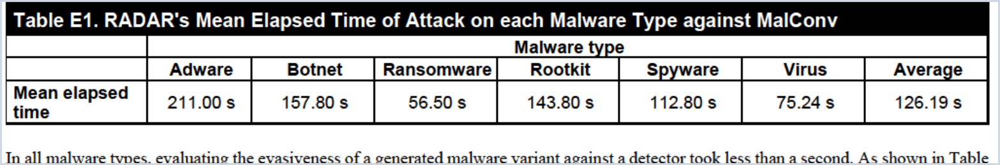 Table E1. RADAR's Mean Elapsed Time of Attack on each Malware Type against MalConv
Malware type
Adware Botnet Ransomware Rootkit Spyware Virus Average
Mean elapsed time 211.00 s 157.80 s 56.50 s 143.80 s 112.80 s 75.24 s 126.19 s
In all malware types, evaluating the evasiveness of a generated malware variant against a detector took less than a second. As shown in Table